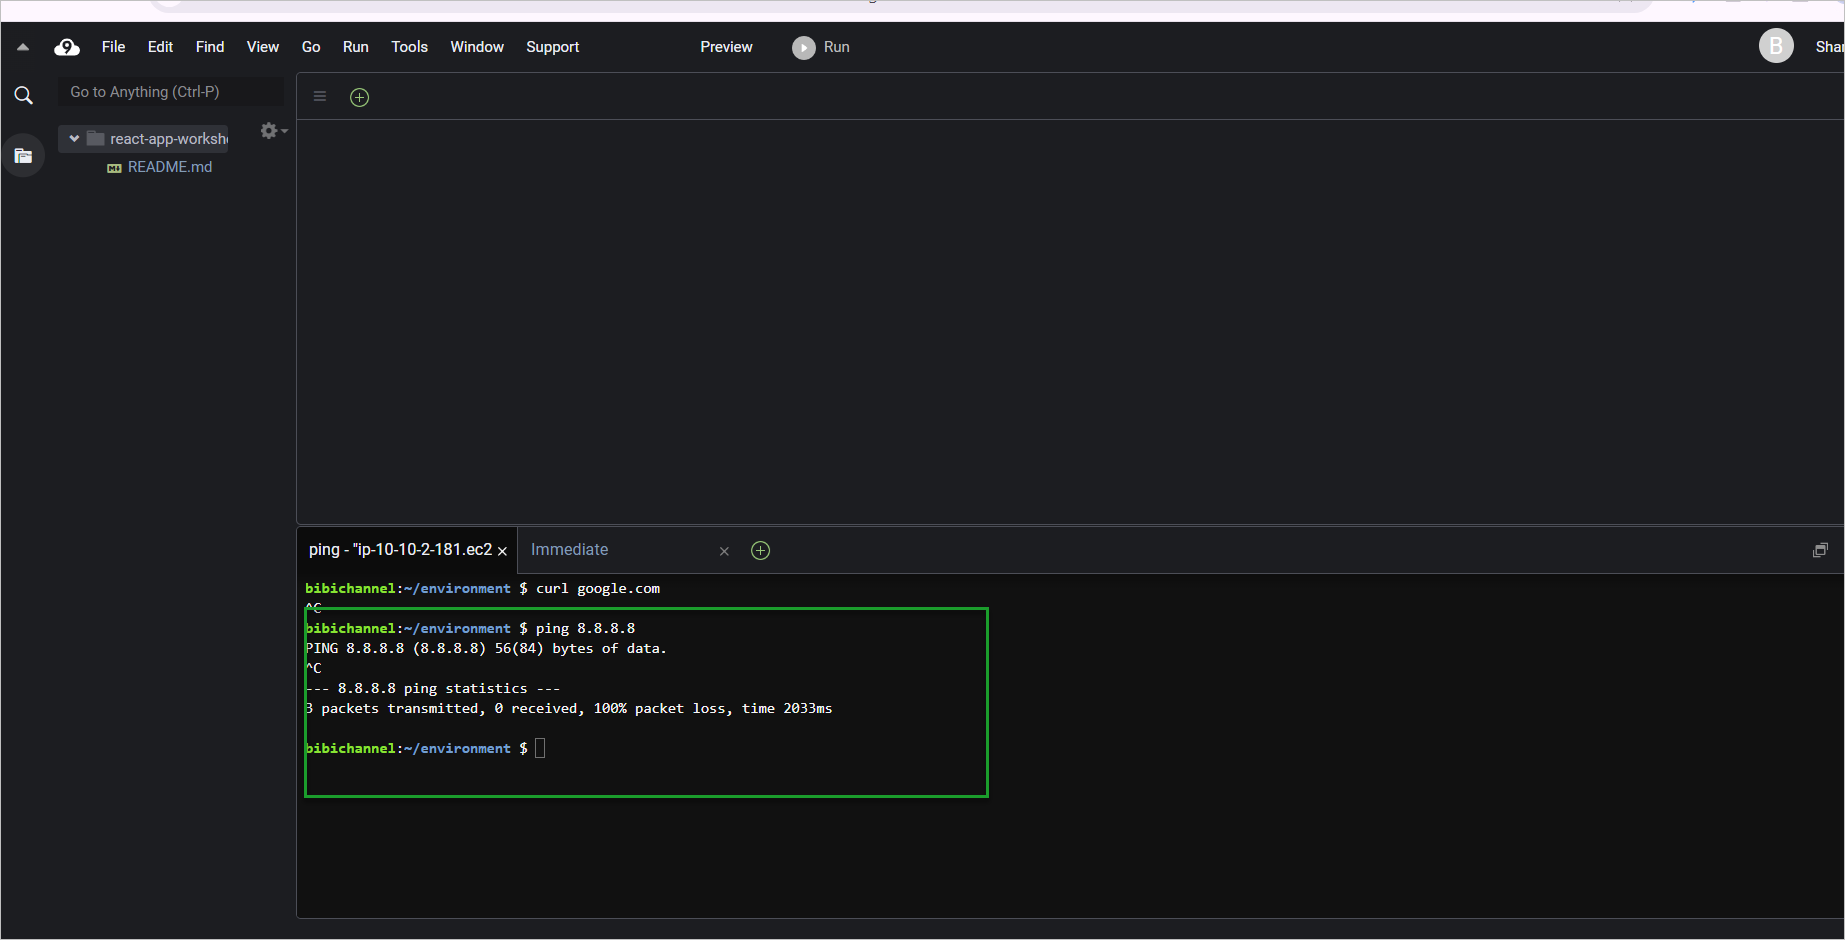 File Edit Find View Go Run Tools Window Support Preview Run B Shar
Go to Anything (Ctrl-P)
react-app-worksho
README.md
ping - "ip-10-10-2-181.ec2 Immediate
bibichannel:~/environment $ curl google.com
^C
bibichannel:~/environment $ ping 8.8.8.8
PING 8.8.8.8 (8.8.8.8) 56(84) bytes of data.
^C
--- 8.8.8.8 ping statistics ---
3 packets transmitted, 0 received, 100% packet loss, time 2033ms
bibichannel:~/environment $